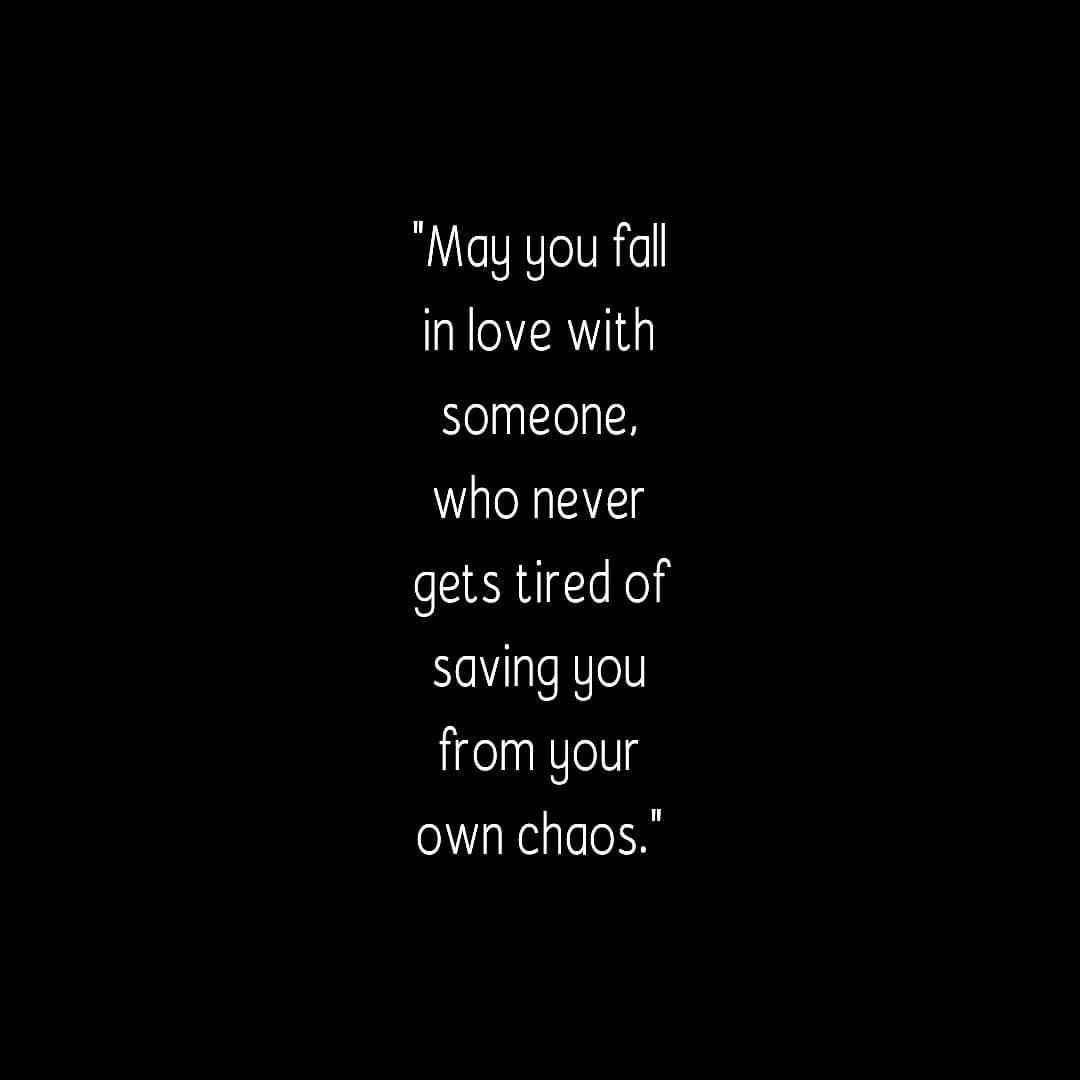 "May you fall
in love with
someone,
who never
gets tired of
saving you
from your
own chaos."